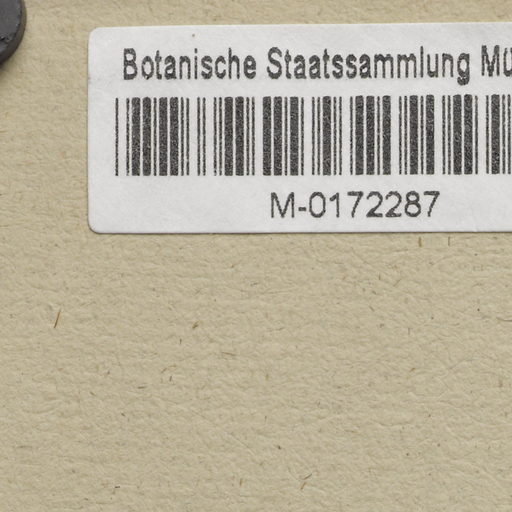 Botanische Staatssammlung Mü
M-0172287